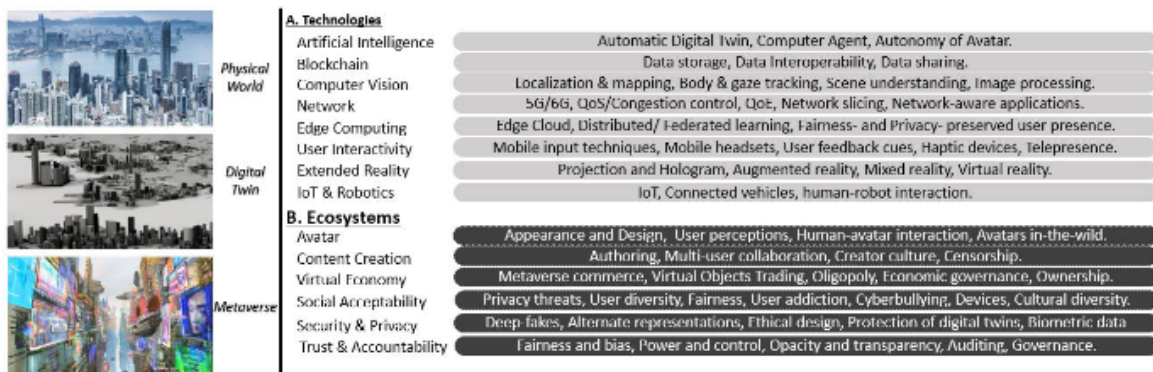 Physical
World
Digital
Twin
Metaverse
A. Technologies
Artificial Intelligence Automatic Digital Twin, Computer Agent, Autonomy of Avatar.
Blockchain Data storage, Data Interoperability, Data sharing.
Computer Vision Localization & mapping, Body & gaze tracking, Scene understanding, Image processing.
Network 5G/6G, QoS/Congestion control, QoE, Network slicing, Network-aware applications.
Edge Computing Edge Cloud, Distributed/ Federated learning, Fairness- and Privacy- preserved user presence.
User Interactivity Mobile input techniques, Mobile headsets, User feedback cues, Haptic devices, Telepresence.
Extended Reality Projection and Hologram, Augmented reality, Mixed reality, Virtual reality.
IoT & Robotics IoT, Connected vehicles, human-robot interaction.
B. Ecosystems
Avatar Appearance and Design, User perceptions, Human-avatar interaction, Avatars in-the-wild.
Content Creation Authoring, Multi-user collaboration, Creator culture, Censorship.
Virtual Economy Metaverse commerce, Virtual Objects Trading, Oligopoly, Economic governance, Ownership.
Social Acceptability Privacy threats, User diversity, Fairness, User addiction, Cyberbullying, Devices, Cultural diversity.
Security & Privacy Deep-fakes, Alternate representations, Ethical design, Protection of digital twins, Biometric data
Trust & Accountability Fairness and bias, Power and control, Opacity and transparency, Auditing, Governance.